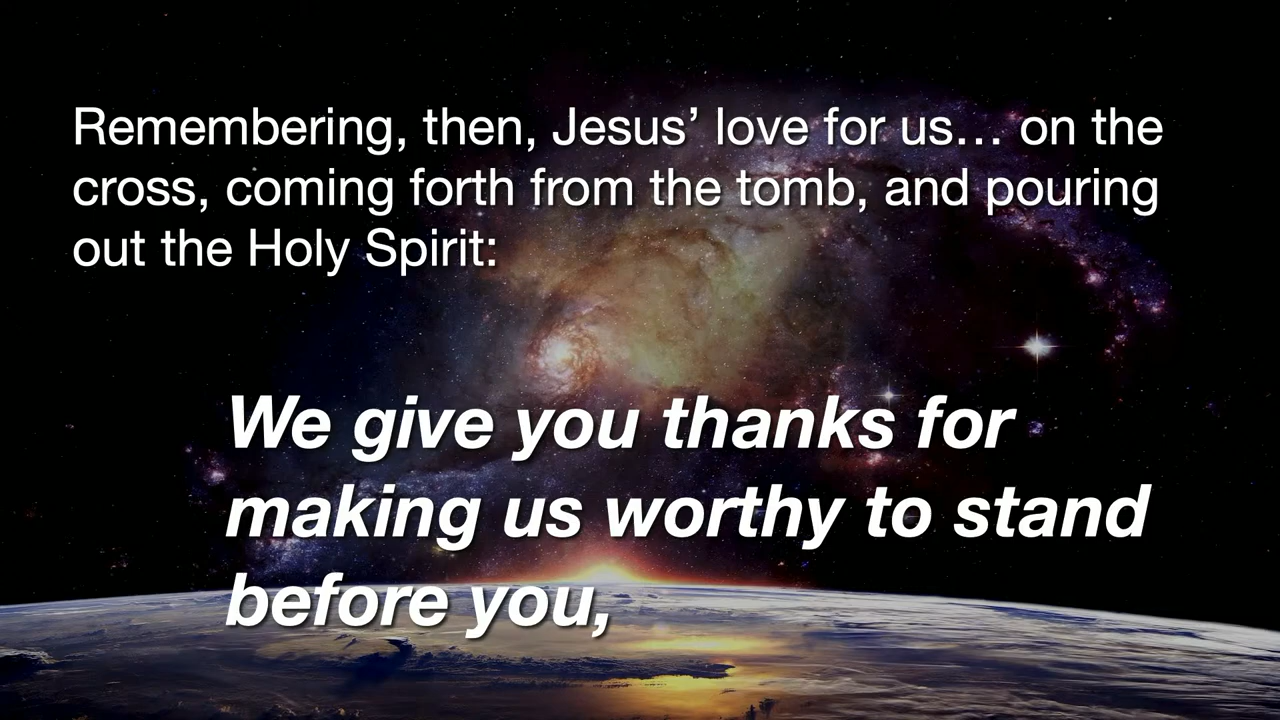 Remembering, then, Jesus’ love for us… on the
cross, coming forth from the tomb, and pouring
out the Holy Spirit:
We give you thanks for
making us worthy to stand
before you,